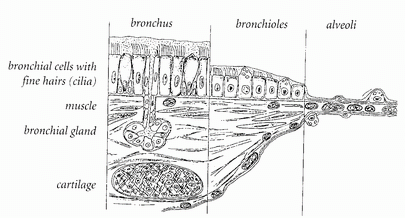 bronchus
bronchioles
alveoli
bronchial cells with
fine hairs (cilia)
muscle
bronchial gland
cartilage